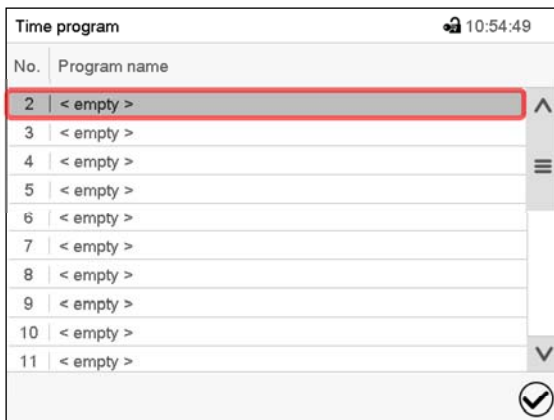 Time program 10:54:49
No. Program name
2 < empty >
3 < empty >
4 < empty >
5 < empty >
6 < empty >
7 < empty >
8 < empty >
9 < empty >
10 < empty >
11 < empty >